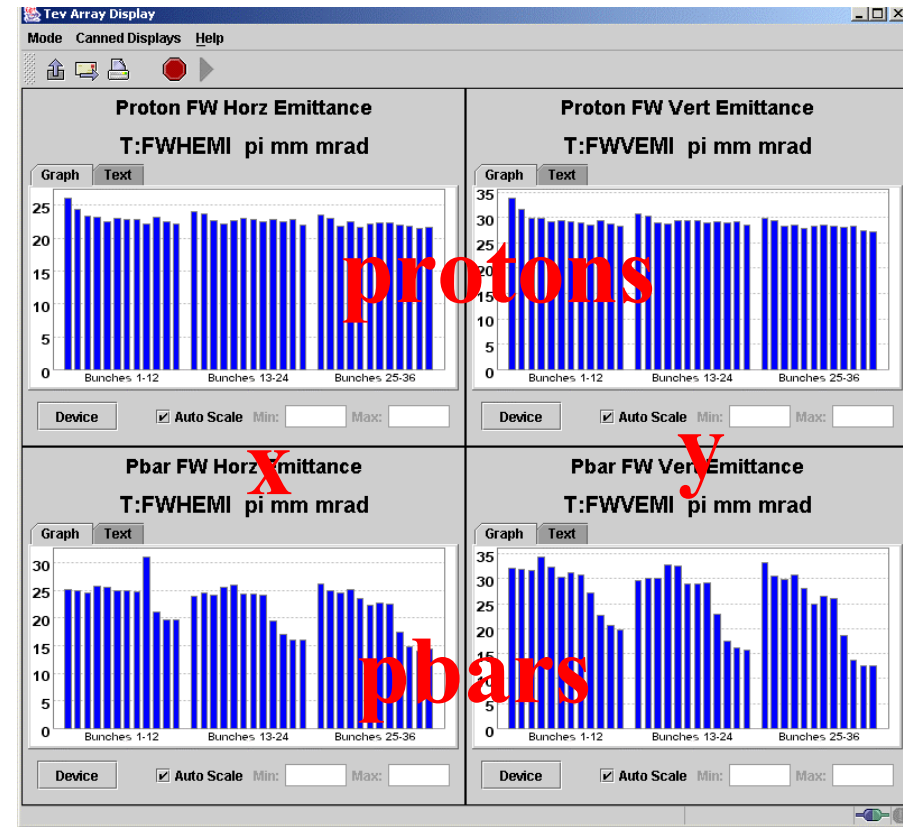 Tev Array Display
Mode Canned Displays Help
Proton FW Horz Emittance
T:FWHEMI pi mm mrad
Graph Text
25
20
15
10
5
0
Bunches 1-12 Bunches 13-24 Bunches 25-36
Device Auto Scale Min: Max:
Proton FW Vert Emittance
T:FWVEMI pi mm mrad
Graph Text
35
30
25
20
15
10
5
0
Bunches 1-12 Bunches 13-24 Bunches 25-36
Device Auto Scale Min: Max:
protons
x
y
Pbar FW Horz Emittance
T:FWHEMI pi mm mrad
Graph Text
30
25
20
15
10
5
0
Bunches 1-12 Bunches 13-24 Bunches 25-36
Device Auto Scale Min: Max:
Pbar FW Vert Emittance
T:FWVEMI pi mm mrad
Graph Text
35
30
25
20
15
10
5
0
Bunches 1-12 Bunches 13-24 Bunches 25-36
Device Auto Scale Min: Max:
pbars